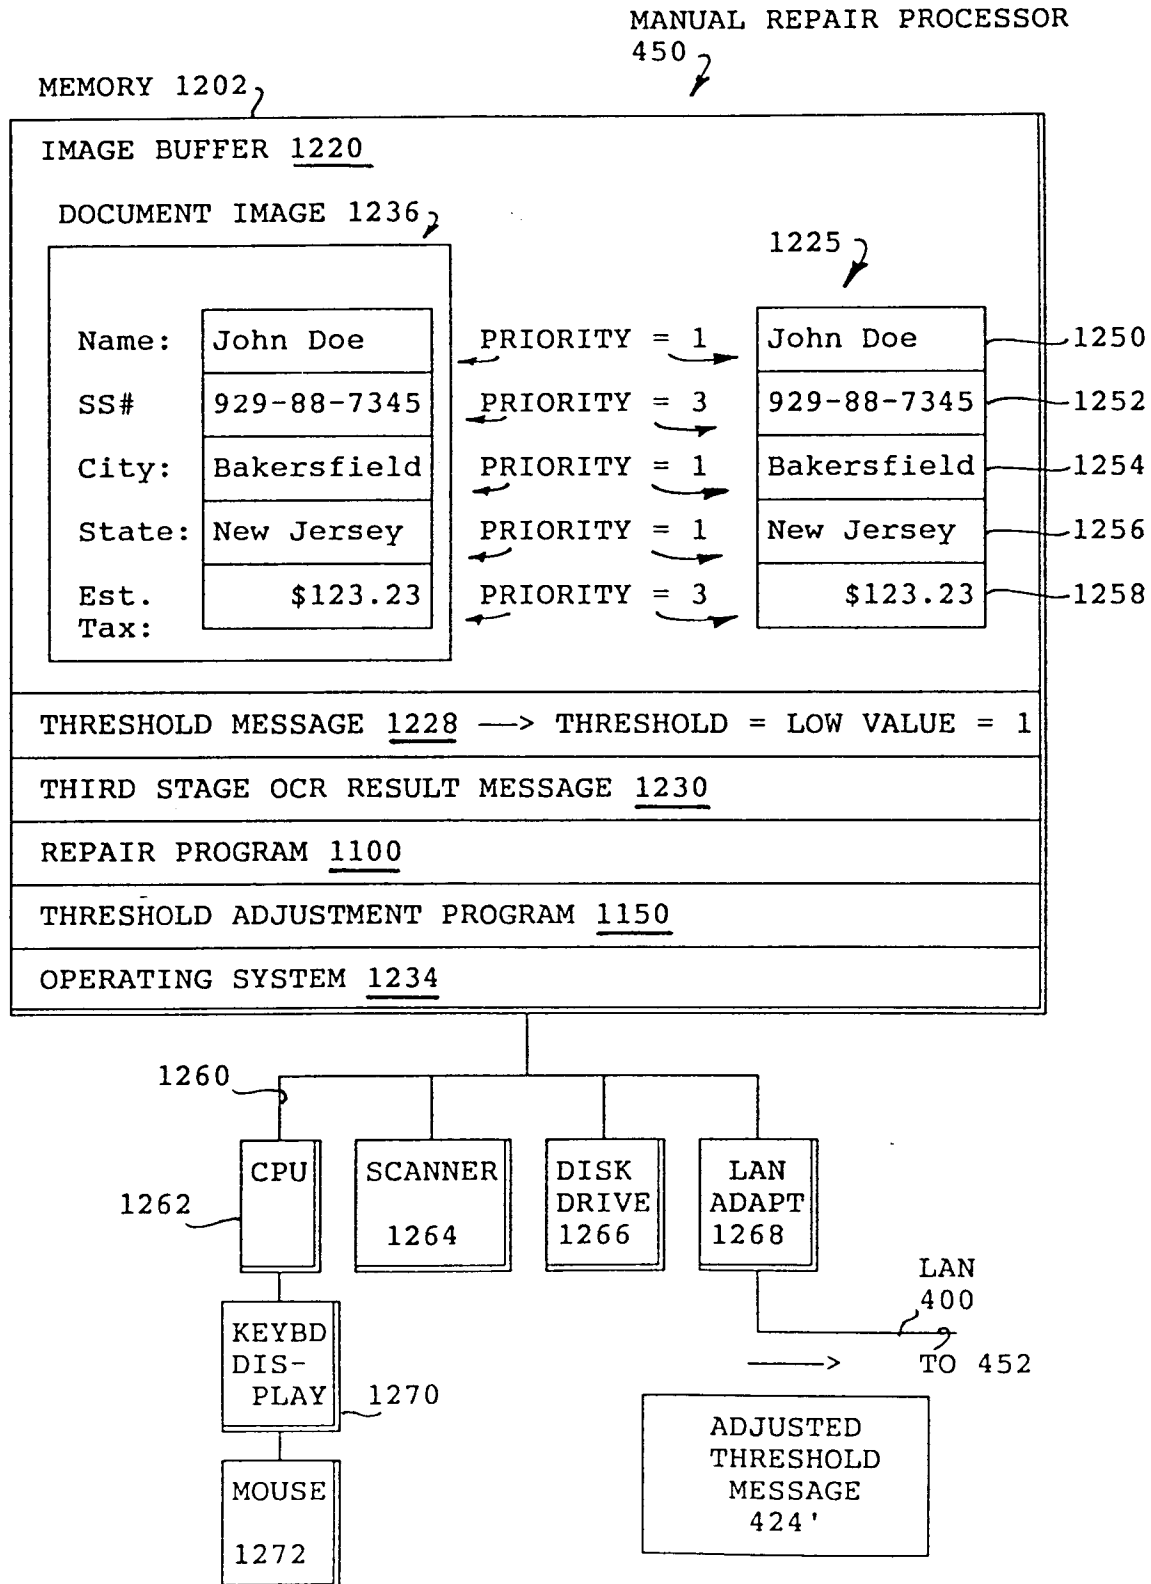 MANUAL REPAIR PROCESSOR
450
MEMORY 1202
IMAGE BUFFER 1220
DOCUMENT IMAGE 1236
1225
Name: John Doe PRIORITY = 1 John Doe 1250
SS# 929-88-7345 PRIORITY = 3 929-88-7345 1252
City: Bakersfield PRIORITY = 1 Bakersfield 1254
State: New Jersey PRIORITY = 1 New Jersey 1256
Est. $123.23 PRIORITY = 3 $123.23 1258
Tax:
THRESHOLD MESSAGE 1228 —> THRESHOLD = LOW VALUE = 1
THIRD STAGE OCR RESULT MESSAGE 1230
REPAIR PROGRAM 1100
THRESHOLD ADJUSTMENT PROGRAM 1150
OPERATING SYSTEM 1234
1260
CPU
1262
SCANNER
1264
DISK
DRIVE
1266
LAN
ADAPT
1268
LAN
400
TO 452
KEYBD
DIS-
PLAY
1270
MOUSE
1272
—>
ADJUSTED
THRESHOLD
MESSAGE
424'